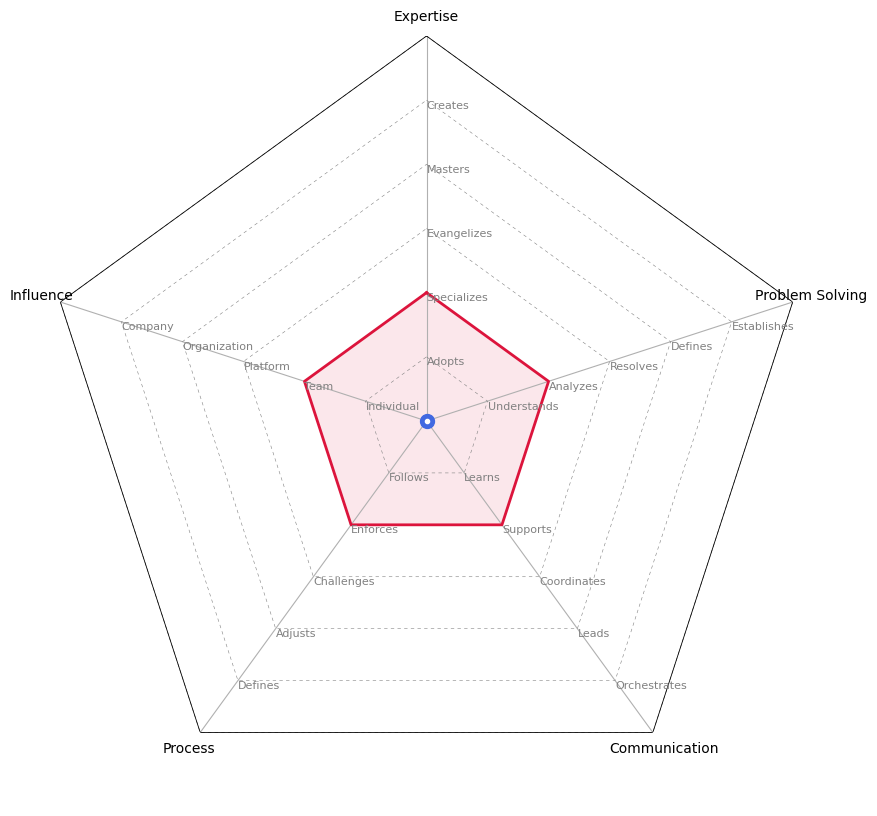 Expertise
Creates
Masters
Evangelizes
Influence
Specializes
Problem Solving
Company
Establishes
Organization
Defines
Adopts
Platform
Resolves
Team
Analyzes
Individual
Understands
Follows
Learns
Enforces
Supports
Challenges
Coordinates
Adjusts
Leads
Defines
Orchestrates
Process
Communication